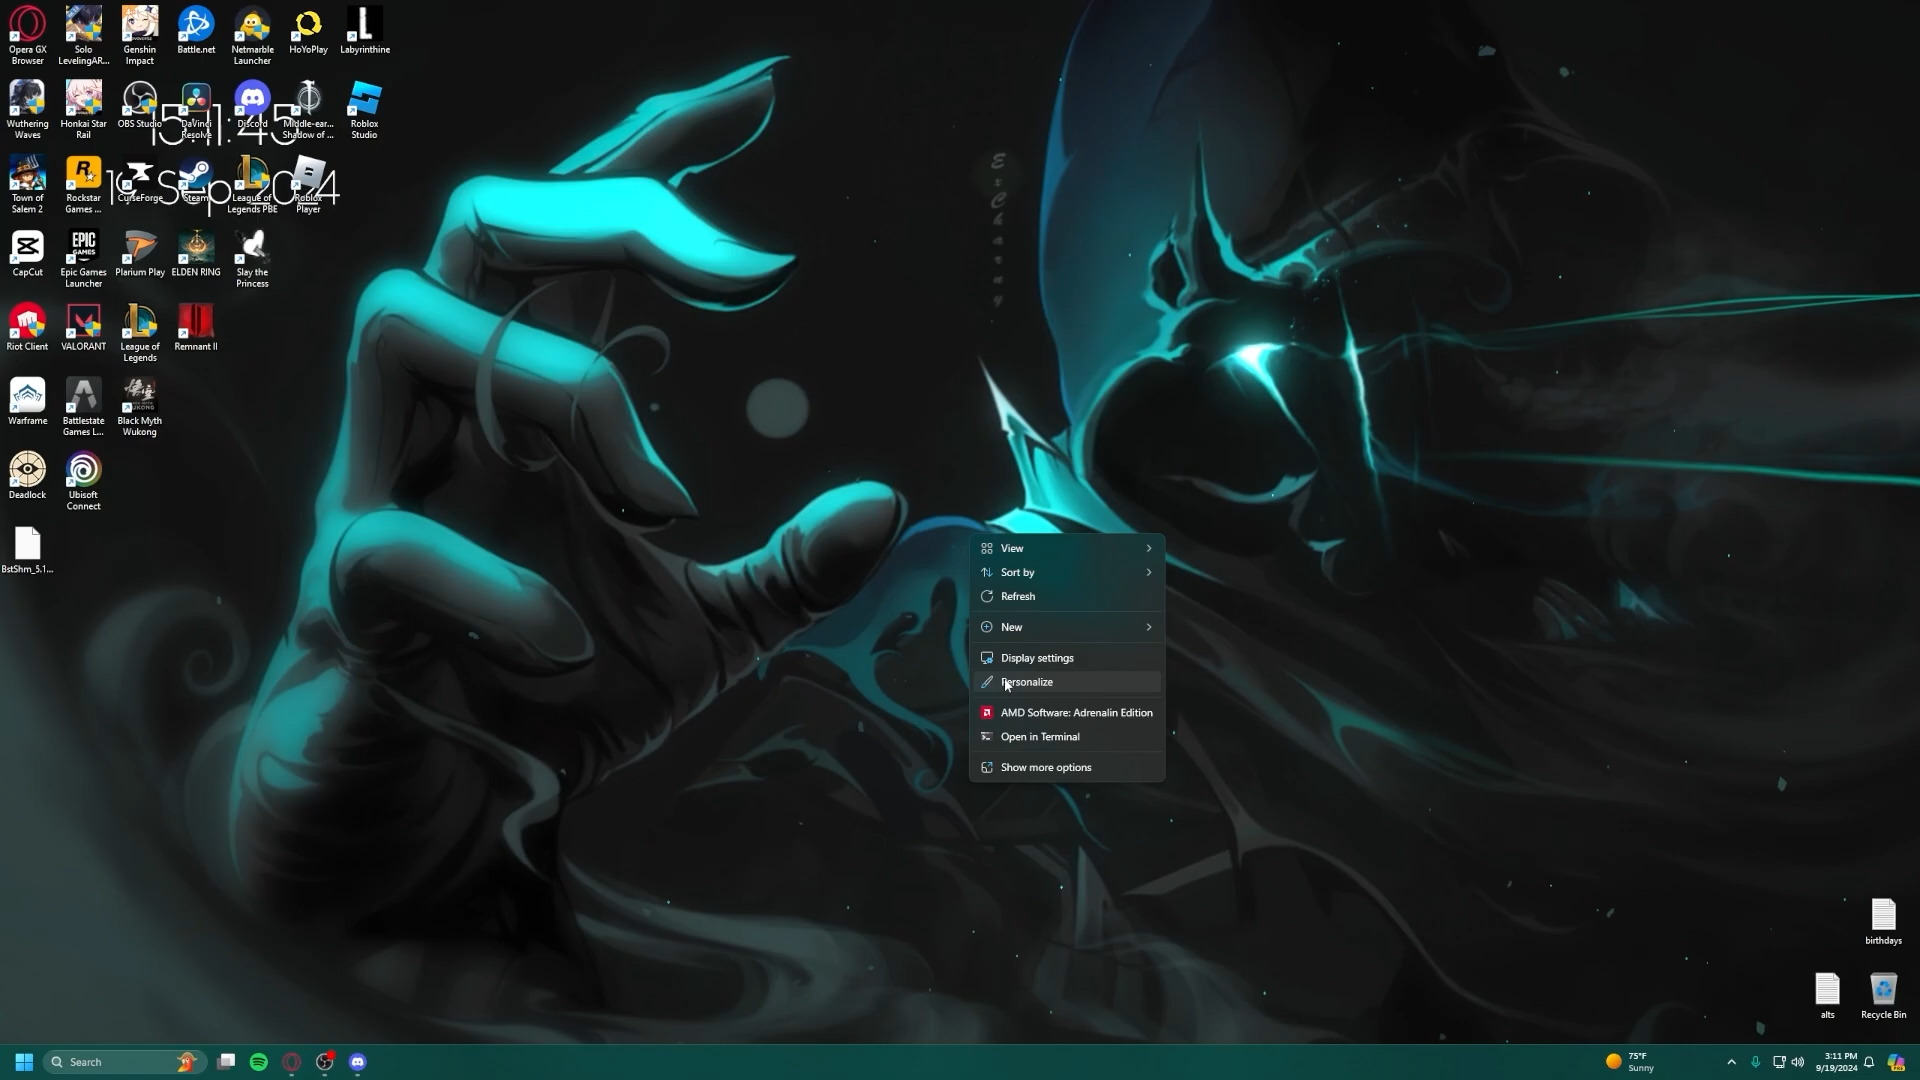 Opera GX
Browser
Solo
LevelingAR...
Genshin
Impact
Battle.net
Netmarble
Launcher
HoYoPlay
Labyrinthine
Wuthering
Waves
Honkai Star
Rail
OBS Studio
DaVinci
Resolve
Discord
Middle-ear...
Shadow of ...
Roblox
Studio
15:11:45
Town of
Salem 2
Rockstar
Games ...
CurseForge
Steam
League of
Legends PBE
Roblox
Player
19 Sep 2024
CapCut
EPIC
GAMES
Epic Games
Launcher
Plarium Play
ELDEN RING
Slay the
Princess
Riot Client
VALORANT
League of
Legends
Remnant II
Warframe
Battlestate
Games L...
Black Myth
Wukong
Deadlock
Ubisoft
Connect
BstShm_5.1...
View
Sort by
Refresh
New
Display settings
Personalize
AMD Software: Adrenalin Edition
Open in Terminal
Show more options
birthdays
alts
Recycle Bin
Search
75°F
Sunny
3:11 PM
9/19/2024